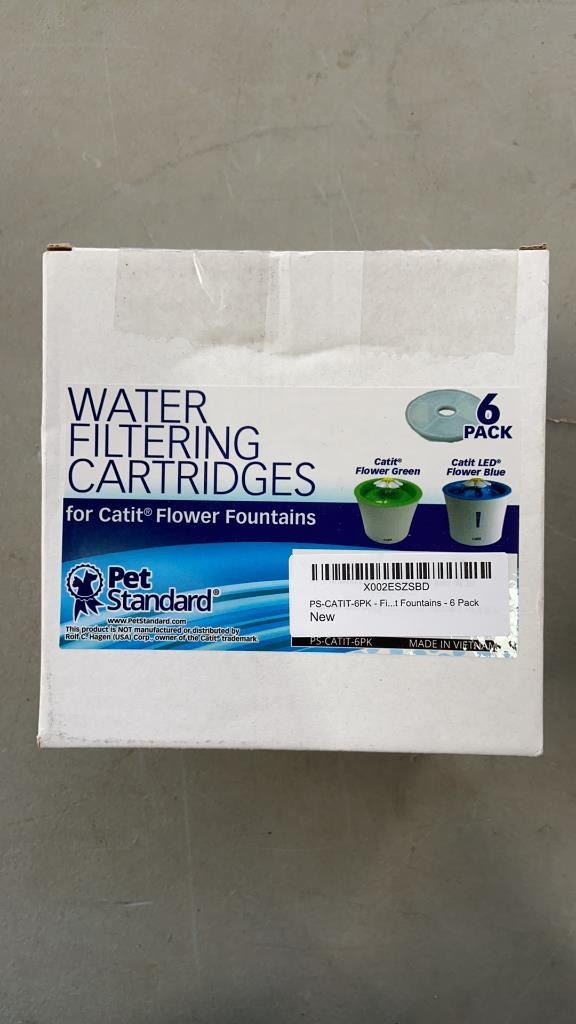 WATER
FILTERING
CARTRIDGES
6
PACK
Catit®
Flower Green
Catit LED®
Flower Blue
for Catit® Flower Fountains
Pet
Standard®
www.PetStandard.com
This product is NOT manufactured or distributed by
Rolf C. Hagen (USA) Corp., owner of the Catit® trademark.
X002ESZSBD
PS-CATIT-6PK - Fi...t Fountains - 6 Pack
New
PS-CATIT-6PK
MADE IN VIETNAM